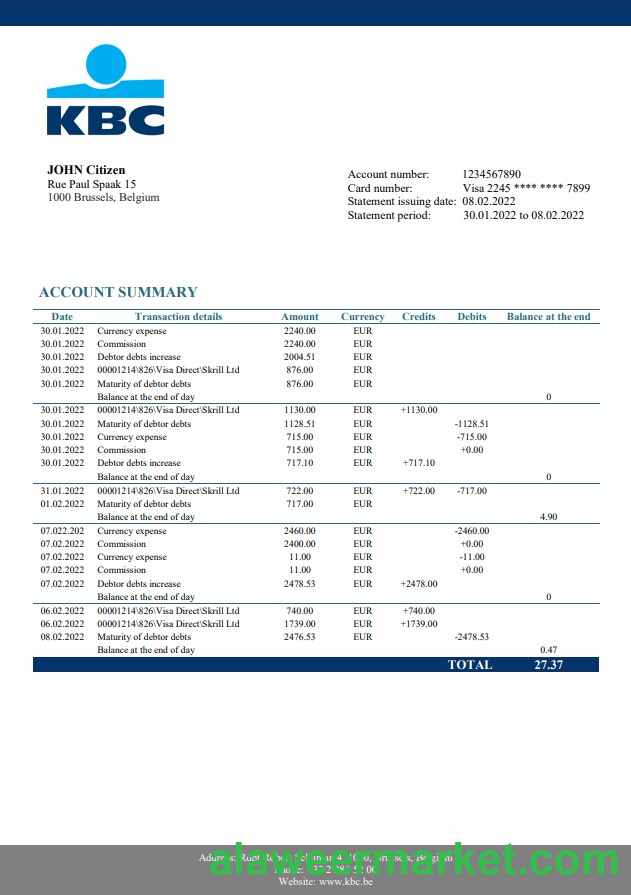 KBC
JOHN Citizen
Rue Paul Spaak 15
1000 Brussels, Belgium
Account number: 1234567890
Card number: Visa 2245 **** **** 7899
Statement issuing date: 08.02.2022
Statement period: 30.01.2022 to 08.02.2022
ACCOUNT SUMMARY
Date Transaction details Amount Currency Credits Debits Balance at the end
30.01.2022 Currency expense 2240.00 EUR
30.01.2022 Commission 2240.00 EUR
30.01.2022 Debtor debts increase 2004.51 EUR
30.01.2022 00001214\826\Visa Direct\Skrill Ltd 876.00 EUR
30.01.2022 Maturity of debtor debts 876.00 EUR
Balance at the end of day 0
30.01.2022 00001214\826\Visa Direct\Skrill Ltd 1130.00 EUR +1130.00
30.01.2022 Maturity of debtor debts 1128.51 EUR -1128.51
30.01.2022 Currency expense 715.00 EUR -715.00
30.01.2022 Commission 715.00 EUR +0.00
30.01.2022 Debtor debts increase 717.10 EUR +717.10
Balance at the end of day 0
31.01.2022 00001214\826\Visa Direct\Skrill Ltd 722.00 EUR +722.00 -717.00
01.02.2022 Maturity of debtor debts 717.00 EUR
Balance at the end of day 4.90
07.022.202 Currency expense 2460.00 EUR -2460.00
07.02.2022 Commission 2400.00 EUR +0.00
07.02.2022 Currency expense 11.00 EUR -11.00
07.02.2022 Commission 11.00 EUR +0.00
07.02.2022 Debtor debts increase 2478.53 EUR +2478.00
Balance at the end of day 0
06.02.2022 00001214\826\Visa Direct\Skrill Ltd 740.00 EUR +740.00
06.02.2022 00001214\826\Visa Direct\Skrill Ltd 1739.00 EUR +1739.00
08.02.2022 Maturity of debtor debts 2476.53 EUR -2478.53
Balance at the end of day 0.47
TOTAL 27.37
alaweermarket.com
Website: www.kbc.be